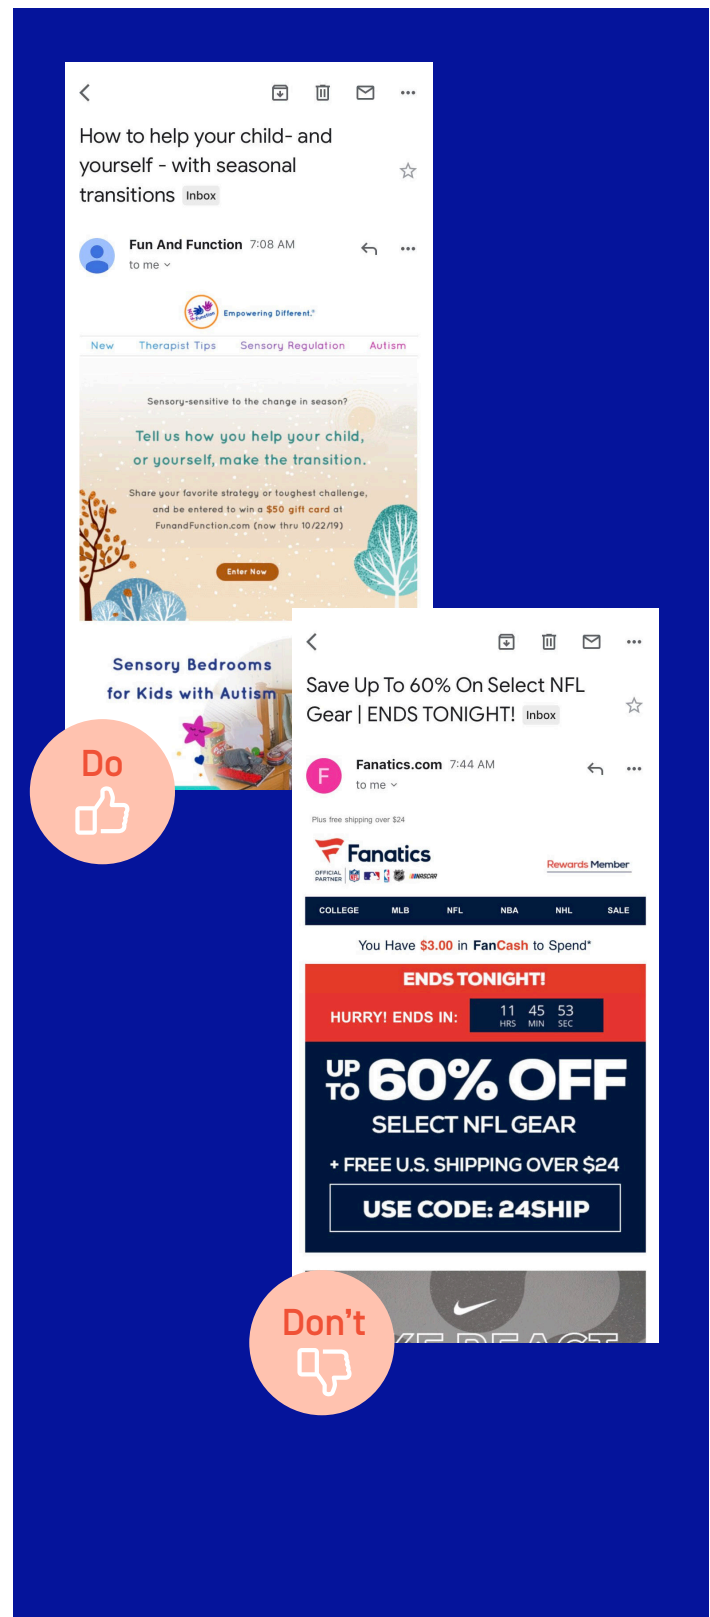 How to help your child- and
yourself - with seasonal
transitions Inbox
Fun And Function 7:08 AM
to me
Fun Function
Empowering Different.®
New Therapist Tips Sensory Regulation Autism
Sensory-sensitive to the change in season?
Tell us how you help your child,
or yourself, make the transition.
Share your favorite strategy or toughest challenge,
and be entered to win a $50 gift card at
FunandFunction.com (now thru 10/22/19)
Enter Now
Sensory Bedrooms
for Kids with Autism
Do
Save Up To 60% On Select NFL
Gear | ENDS TONIGHT! Inbox
F
Fanatics.com 7:44 AM
to me
Plus free shipping over $24
Fanatics
OFFICIAL
PARTNER
NASCAR
Rewards Member
COLLEGE MLB NFL NBA NHL SALE
You Have $3.00 in FanCash to Spend*
ENDS TONIGHT!
HURRY! ENDS IN: 11 45 53
HRS MIN SEC
UP
TO 60% OFF
SELECT NFL GEAR
+ FREE U.S. SHIPPING OVER $24
USE CODE: 24SHIP
REACT
Don't